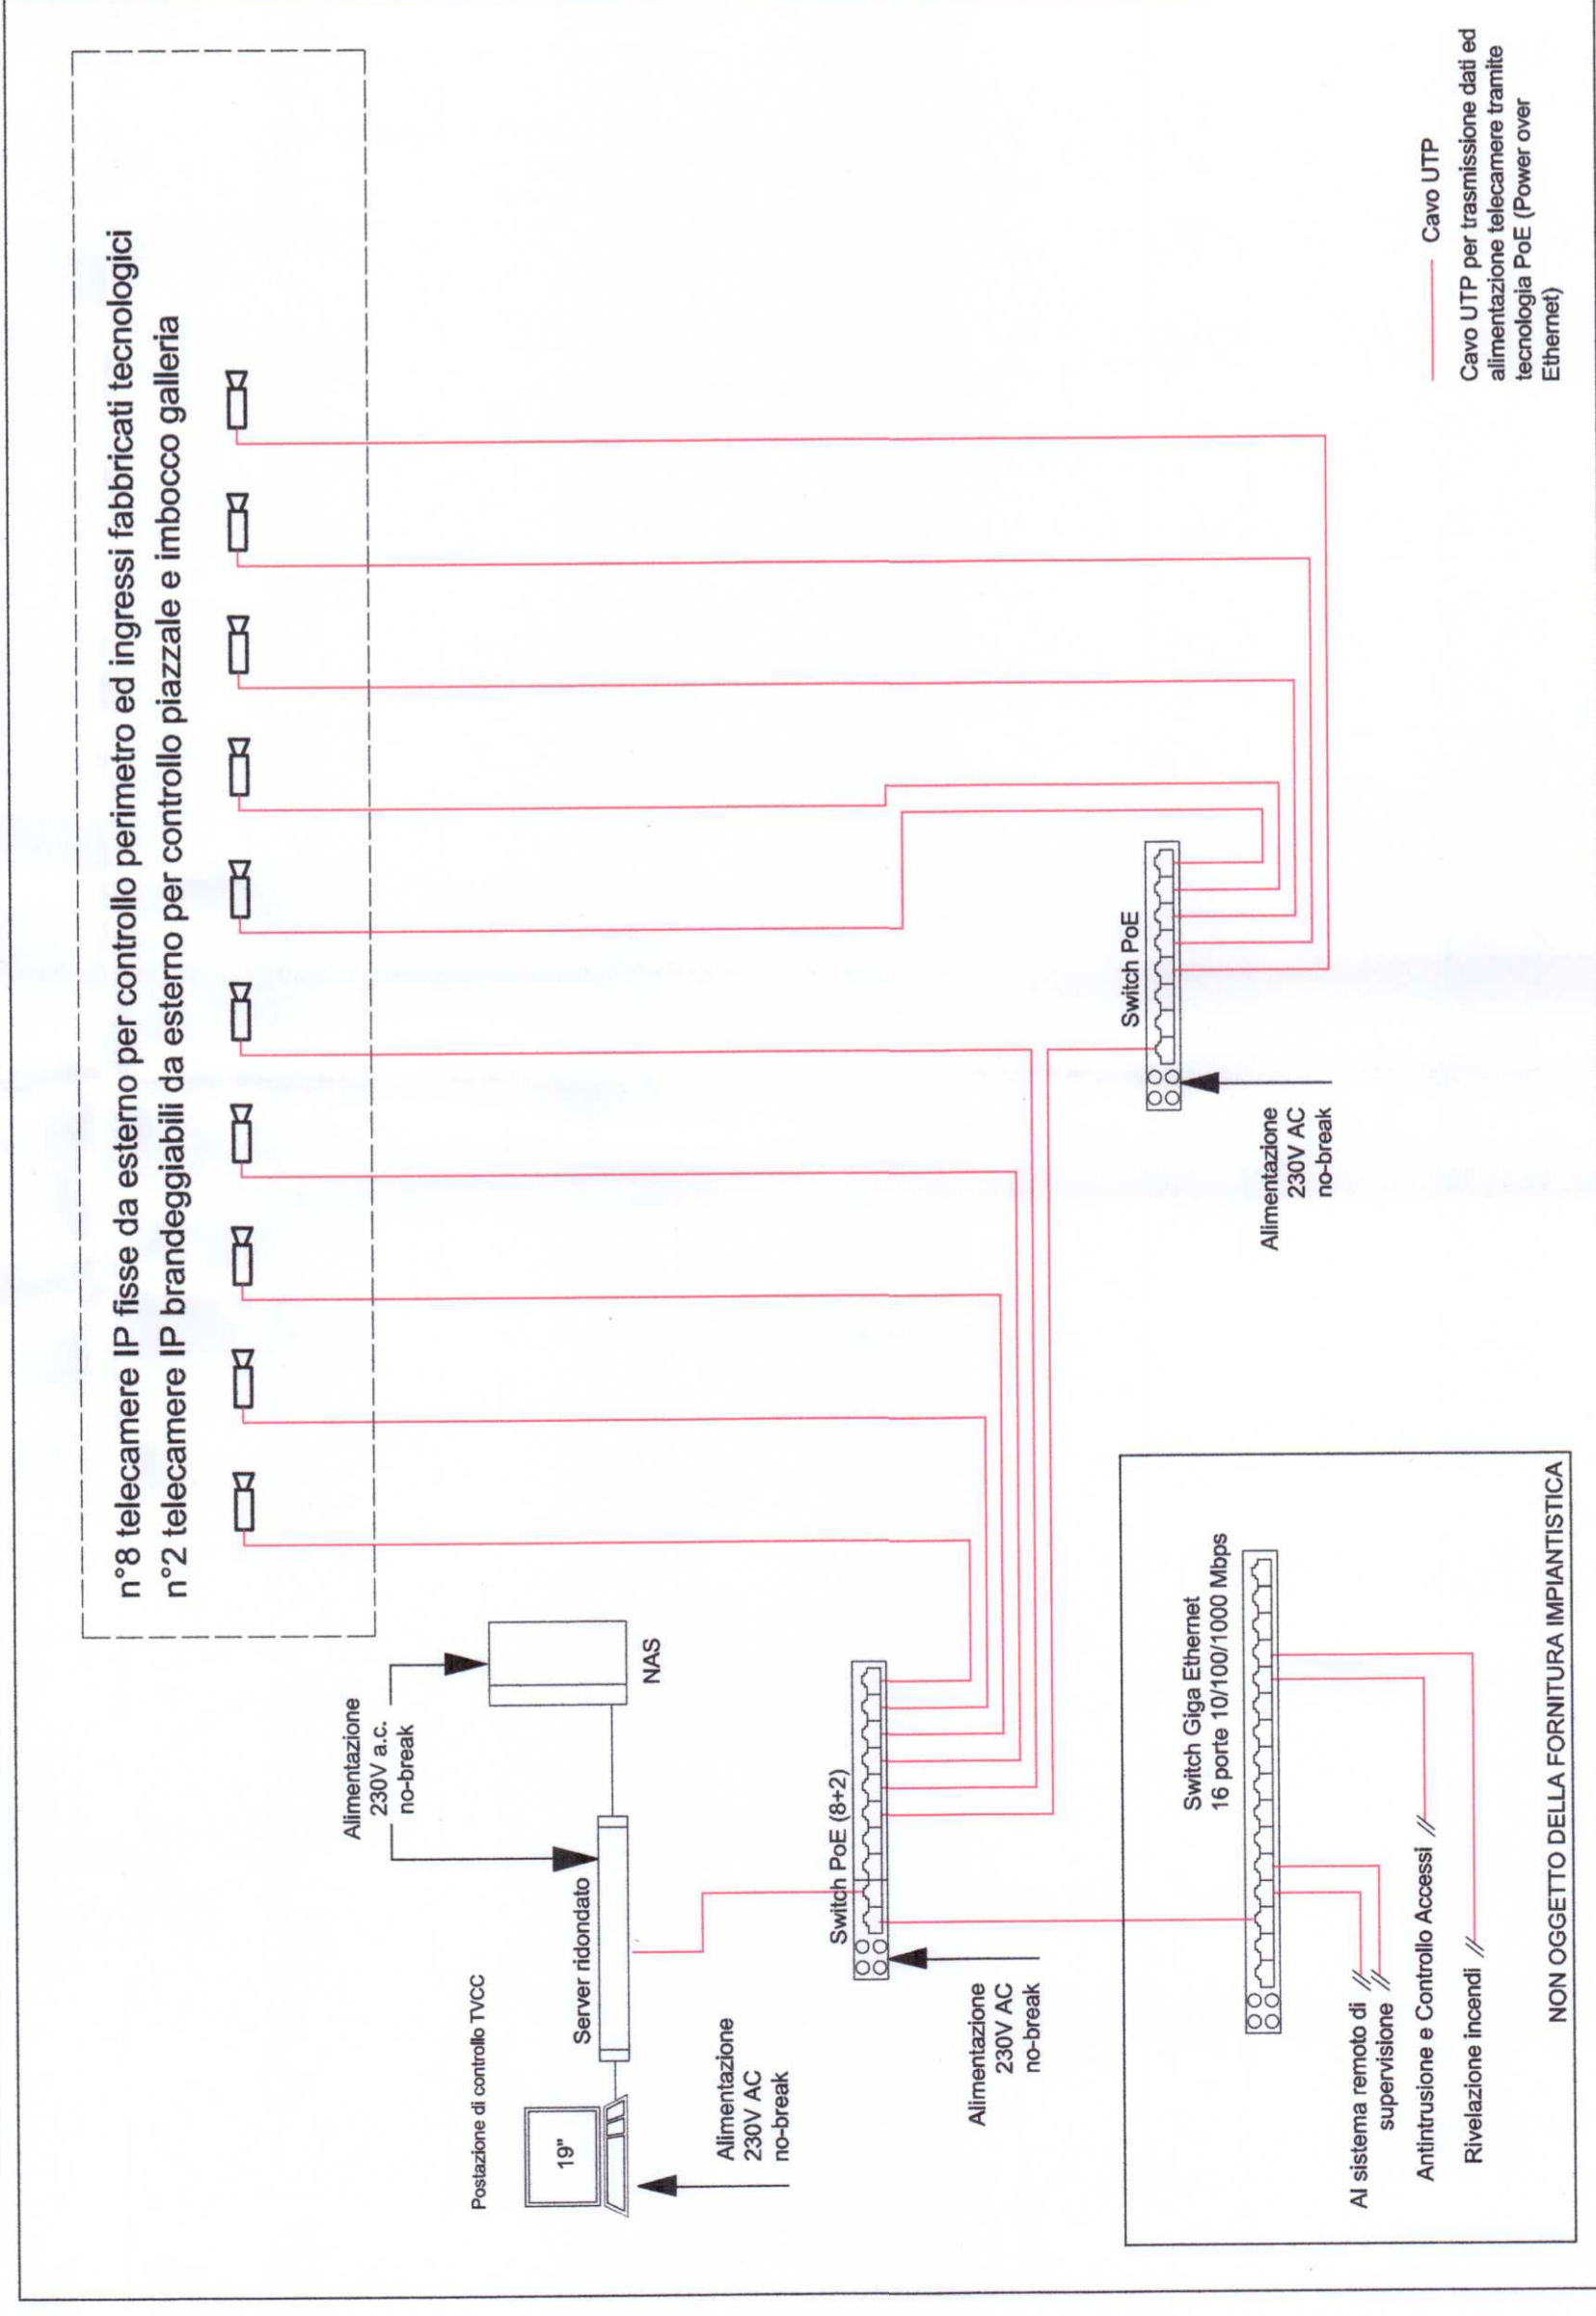 n°8 telecamere IP fisse da esterno per controllo perimetro ed ingressi fabbricati tecnologici
n°2 telecamere IP brandeggiabili da esterno per controllo piazzale e imbocco galleria
Alimentazione
230V a.c.
no-break
NAS
Postazione di controllo TVCC
19"
Server ridondato
Alimentazione
230V AC
no-break
Switch PoE (8+2)
Alimentazione
230V AC
no-break
Switch PoE
Alimentazione
230V AC
no-break
Switch Giga Ethernet
16 porte 10/100/1000 Mbps
Al sistema remoto di
supervisione
Antintrusione e Controllo Accessi
Rivelazione incendi
NON OGGETTO DELLA FORNITURA IMPIANTISTICA
Cavo UTP
Cavo UTP per trasmissione dati ed
alimentazione telecamere tramite
tecnologia PoE (Power over
Ethernet)